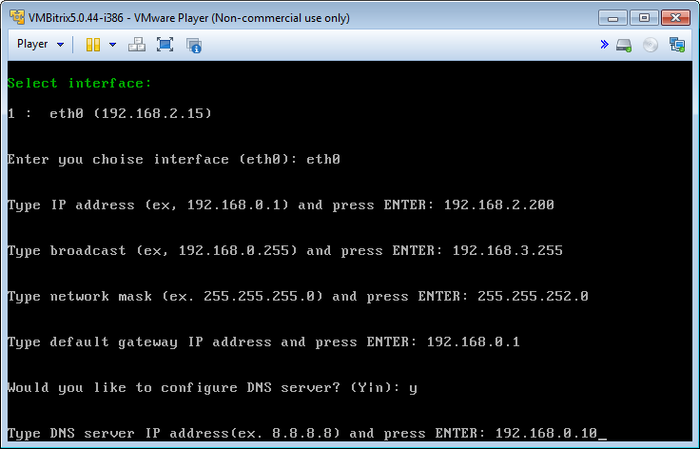 VMBitrix5.0.44-i386 - VMware Player (Non-commercial use only)
Player
Select interface:
1 :  eth0 (192.168.2.15)
Enter you choise interface (eth0): eth0
Type IP address (ex, 192.168.0.1) and press ENTER: 192.168.2.200
Type broadcast (ex, 192.168.0.255) and press ENTER: 192.168.3.255
Type network mask (ex. 255.255.255.0) and press ENTER: 255.255.252.0
Type default gateway IP address and press ENTER: 192.168.0.1
Would you like to configure DNS server? (Y|n): y
Type DNS server IP address(ex. 8.8.8.8) and press ENTER: 192.168.0.10_